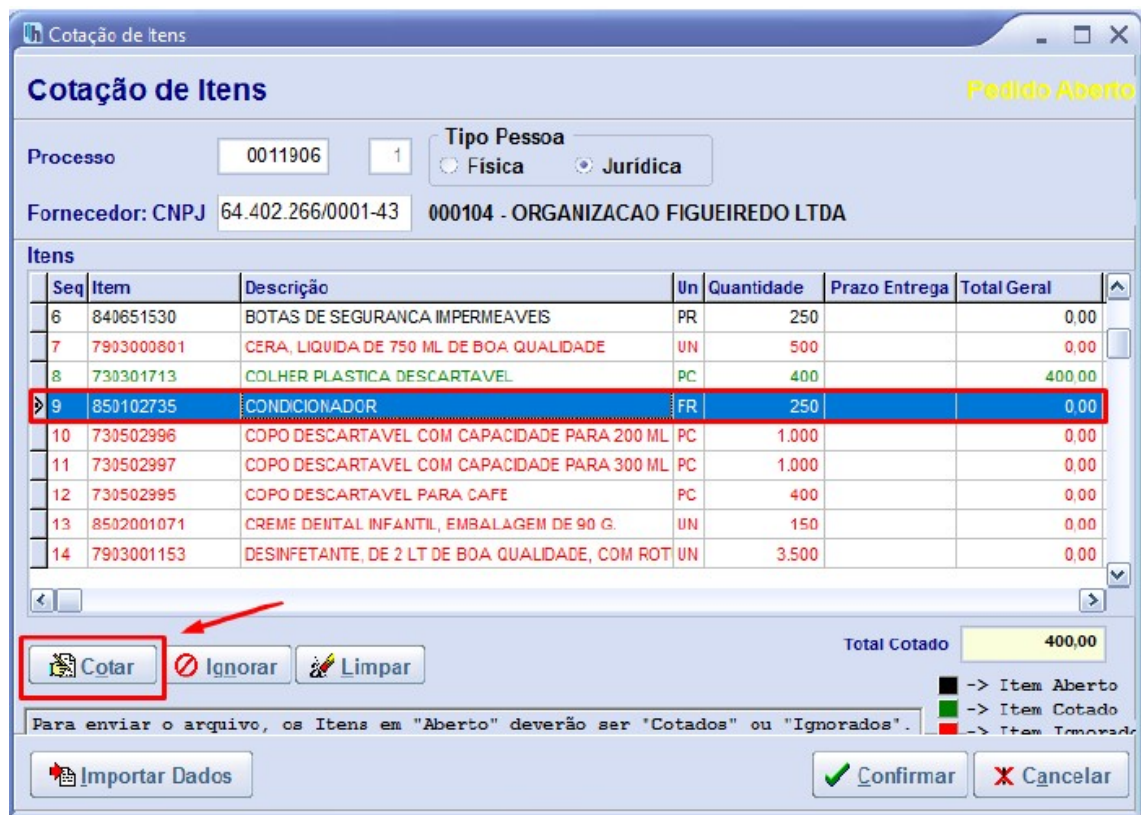 Cotação de Itens
Cotação de Itens Pedido Aberto
Tipo Pessoa
Processo 0011906 1 Física Jurídica
Fornecedor: CNPJ 64.402.266/0001-43 000104 - ORGANIZACAO FIGUEIREDO LTDA
Itens
Seq Item Descrição Un Quantidade Prazo Entrega Total Geral
6 840651530 BOTAS DE SEGURANCA IMPERMEAVEIS PR 250 0,00
7 7903000801 CERA, LIQUIDA DE 750 ML DE BOA QUALIDADE UN 500 0,00
8 730301713 COLHER PLASTICA DESCARTAVEL PC 400 400,00
9 850102735 CONDICIONADOR FR 250 0,00
10 730502996 COPO DESCARTAVEL COM CAPACIDADE PARA 200 ML PC 1.000 0,00
11 730502997 COPO DESCARTAVEL COM CAPACIDADE PARA 300 ML PC 1.000 0,00
12 730502995 COPO DESCARTAVEL PARA CAFE PC 400 0,00
13 8502001071 CREME DENTAL INFANTIL, EMBALAGEM DE 90 G. UN 150 0,00
14 7903001153 DESINFETANTE, DE 2 LT DE BOA QUALIDADE, COM ROT UN 3.500 0,00
Total Cotado 400,00
Cotar Ignorar Limpar
-> Item Aberto
-> Item Cotado
Para enviar o arquivo, os Itens em "Aberto" deverão ser "Cotados" ou "Ignorados".
-> Item Ignorado
Importar Dados Confirmar Cancelar